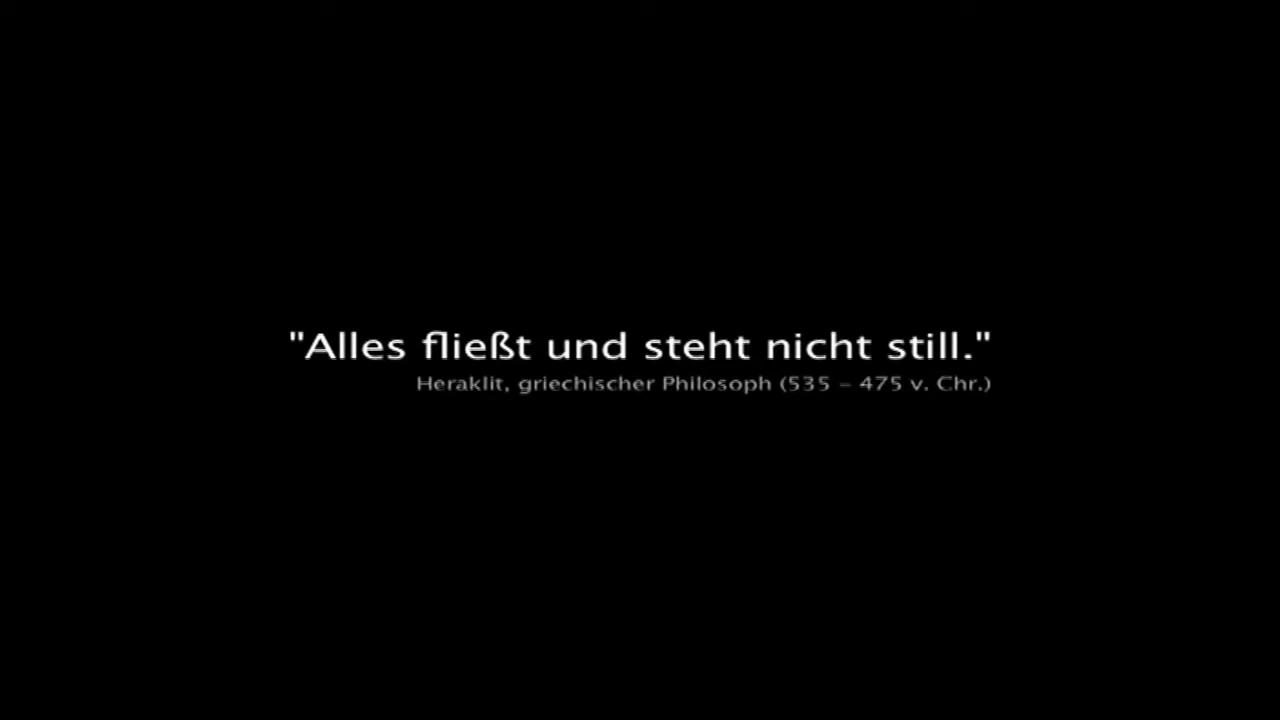 "Alles fließt und steht nicht still."
Heraklit, griechischer Philosoph (535 – 475 v. Chr.)